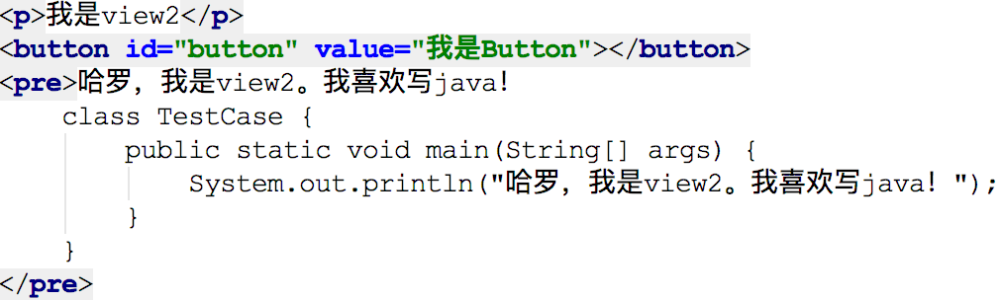 <p>我是view2</p>
<button id="button" value="我是Button"></button>
<pre>哈罗，我是view2。我喜欢写java！
    class TestCase {
        public static void main(String[] args) {
            System.out.println("哈罗，我是view2。我喜欢写java！");
        }
    }
</pre>